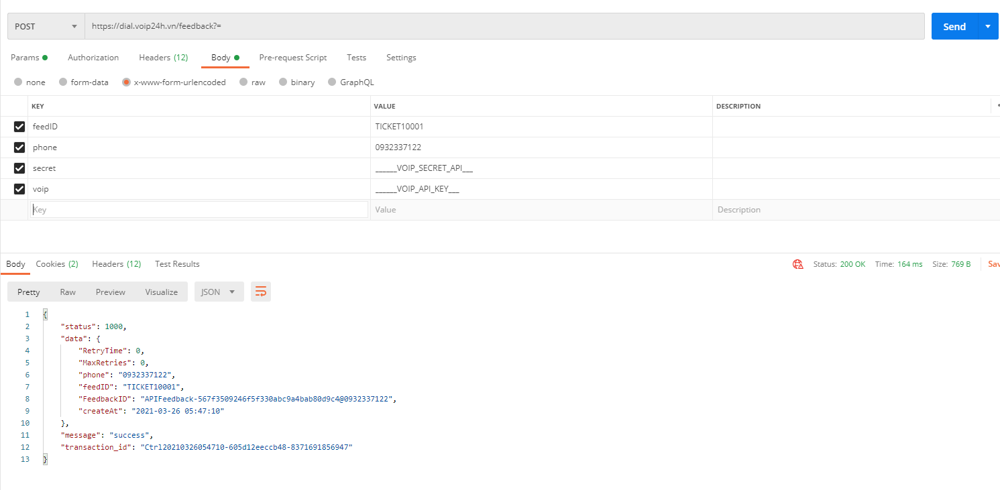 POST https://dial.voip24h.vn/feedback?= Send
Params Authorization Headers (12) Body Pre-request Script Tests Settings
none form-data x-www-form-urlencoded raw binary GraphQL
KEY VALUE DESCRIPTION
feedID TICKET10001
phone 0932337122
secret ______VOIP_SECRET_API___
voip ______VOIP_API_KEY___
Key Value Description
Body Cookies (2) Headers (12) Test Results Status: 200 OK Time: 164 ms Size: 769 B Sav
Pretty Raw Preview Visualize JSON
1 {
2 "status": 1000,
3 "data": {
4 "RetryTime": 0,
5 "MaxRetries": 0,
6 "phone": "0932337122",
7 "feedID": "TICKET10001",
8 "FeedbackID": "APIFeedback-567f3509246f5f330abc9a4bab80d9c4@0932337122",
9 "createAt": "2021-03-26 05:47:10"
10 },
11 "message": "success",
12 "transaction_id": "Ctrl20210326054710-605d12eeccb48-8371691856947"
13 }